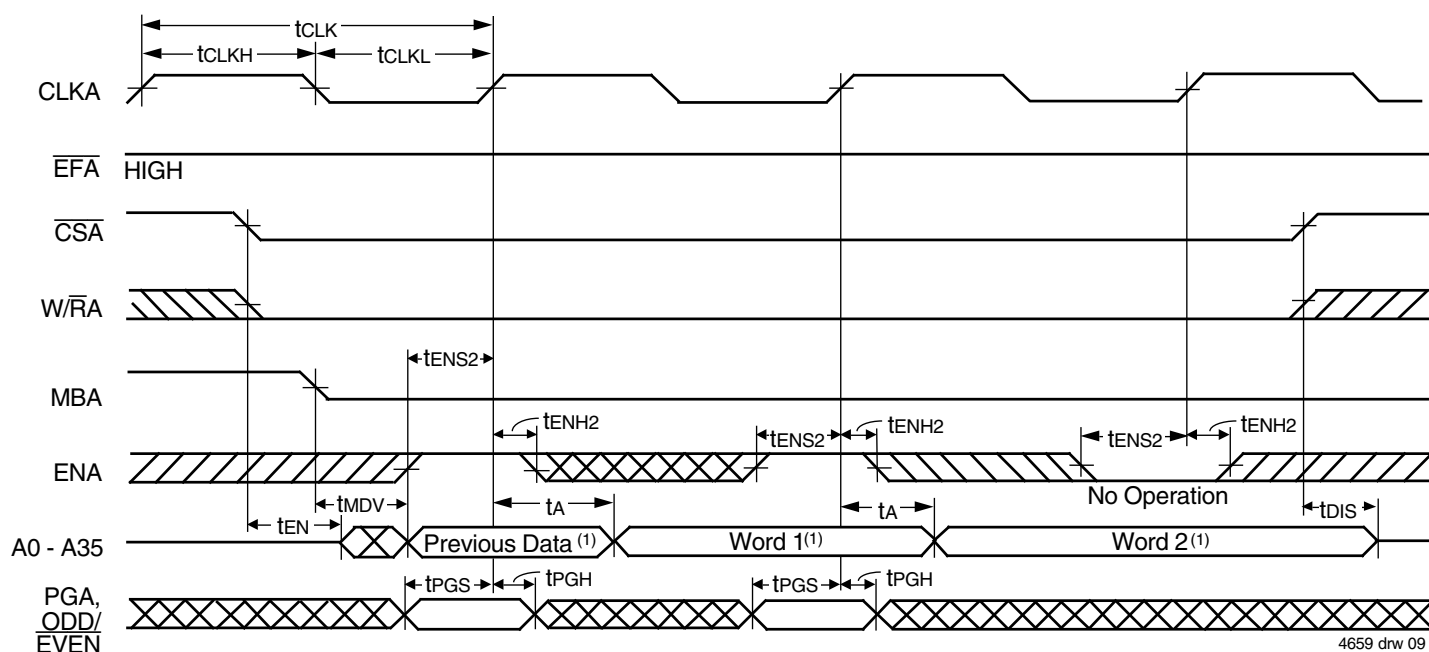 tCLK
tCLKH
tCLKL
CLKA
EFA
HIGH
CSA
W/RA
tENS2
MBA
tENH2
tENS2
tENH2
tENS2
tENH2
ENA
No Operation
tMDV
tA
tA
tEN
tDIS
A0 - A35
Previous Data (1)
Word 1(1)
Word 2(1)
tPGS
tPGH
tPGS
tPGH
PGA,
ODD/
EVEN
4659 drw 09